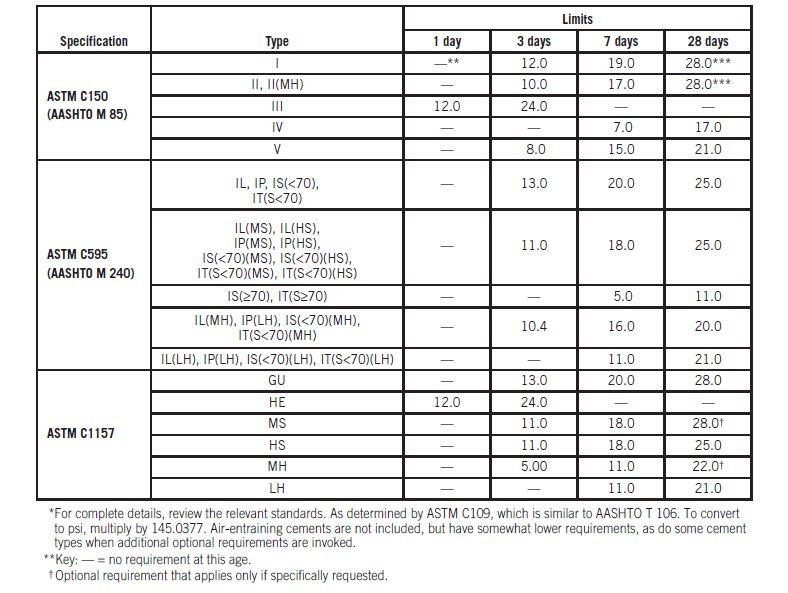 Limits
Specification Type 1 day 3 days 7 days 28 days
ASTM C150
(AASHTO M 85)
I —** 12.0 19.0 28.0***
II, II(MH) — 10.0 17.0 28.0***
III 12.0 24.0 — —
IV — — 7.0 17.0
V — 8.0 15.0 21.0
ASTM C595
(AASHTO M 240)
IL, IP, IS(<70),
IT(S<70)
— 13.0 20.0 25.0
IL(MS), IL(HS),
IP(MS), IP(HS),
IS(<70)(MS), IS(<70)(HS),
IT(S<70)(MS), IT(S<70)(HS)
— 11.0 18.0 25.0
IS(≥70), IT(S≥70) — — 5.0 11.0
IL(MH), IP(LH), IS(<70)(MH),
IT(S<70)(MH)
— 10.4 16.0 20.0
IL(LH), IP(LH), IS(<70)(LH), IT(S<70)(LH) — — 11.0 21.0
ASTM C1157
GU — 13.0 20.0 28.0
HE 12.0 24.0 — —
MS — 11.0 18.0 28.0†
HS — 11.0 18.0 25.0
MH — 5.00 11.0 22.0†
LH — — 11.0 21.0
*For complete details, review the relevant standards. As determined by ASTM C109, which is similar to AASHTO T 106. To convert
to psi, multiply by 145.0377. Air-entraining cements are not included, but have somewhat lower requirements, as do some cement
types when additional optional requirements are invoked.
**Key: — = no requirement at this age.
†Optional requirement that applies only if specifically requested.